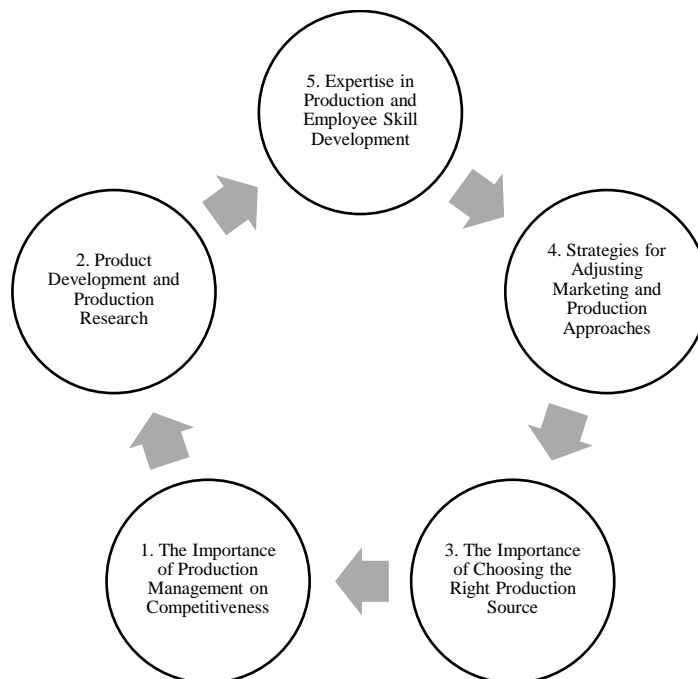 5. Expertise in
Production and
Employee Skill
Development
2. Product
Development and
Production
Research
4. Strategies for
Adjusting
Marketing and
Production
Approaches
1. The Importance
of Production
Management on
Competitiveness
3. The Importance
of Choosing the
Right Production
Source